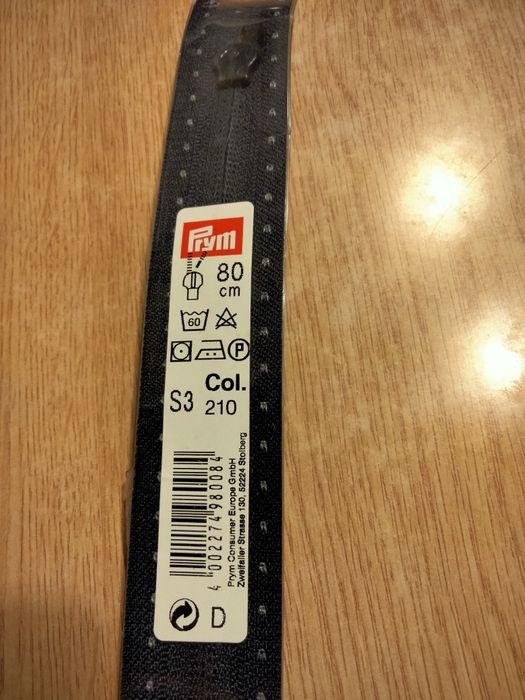 Prym
80
cm
60
P
S3
Col.
210
4 002274 980084
Prym Consumer Europe GmbH
Zweifaller Strasse 130, 52224 Stolberg
D